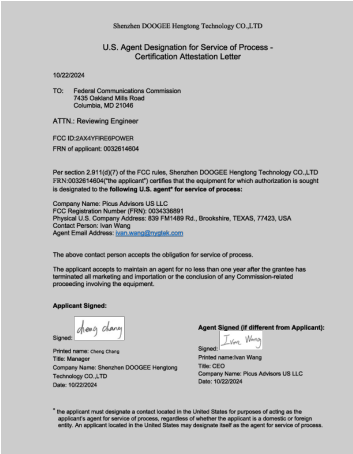 Shenzhen DOOGEE Hengtong Technology CO.,LTD
U.S. Agent Designation for Service of Process -
Certification Attestation Letter
10/22/2024
TO: Federal Communications Commission
7435 Oakland Mills Road
Columbia, MD 21046
ATTN.: Reviewing Engineer
FCC ID:2AX4YFIRE6POWER
FRN of applicant: 0032614604
Per section 2.911(d)(7) of the FCC rules, Shenzhen DOOGEE Hengtong Technology CO.,LTD
FRN:0032614604("the applicant") certifies that the equipment for which authorization is sought
is designated to the following U.S. agent* for service of process:
Company Name: Picus Advisors US LLC
FCC Registration Number (FRN): 0034336891
Physical U.S. Company Address: 839 FM1489 Rd., Brookshire, TEXAS, 77423, USA
Contact Person: Ivan Wang
Agent Email Address: ivan.wang@nyqtek.com
The above contact person accepts the obligation for service of process.
The applicant accepts to maintain an agent for no less than one year after the grantee has
terminated all marketing and importation or the conclusion of any Commission-related
proceeding involving the equipment.
Applicant Signed:
Signed: cheng chang
Printed name: Cheng Chang
Title: Manager
Company Name: Shenzhen DOOGEE Hengtong
Technology CO.,LTD
Date: 10/22/2024
Agent Signed (if different from Applicant):
Signed: Ivan Wang
Printed name:Ivan Wang
Title: CEO
Company Name: Picus Advisors US LLC
Date: 10/22/2024
* the applicant must designate a contact located in the United States for purposes of acting as the
applicant's agent for service of process, regardless of whether the applicant is a domestic or foreign
entity. An applicant located in the United States may designate itself as the agent for service of process.